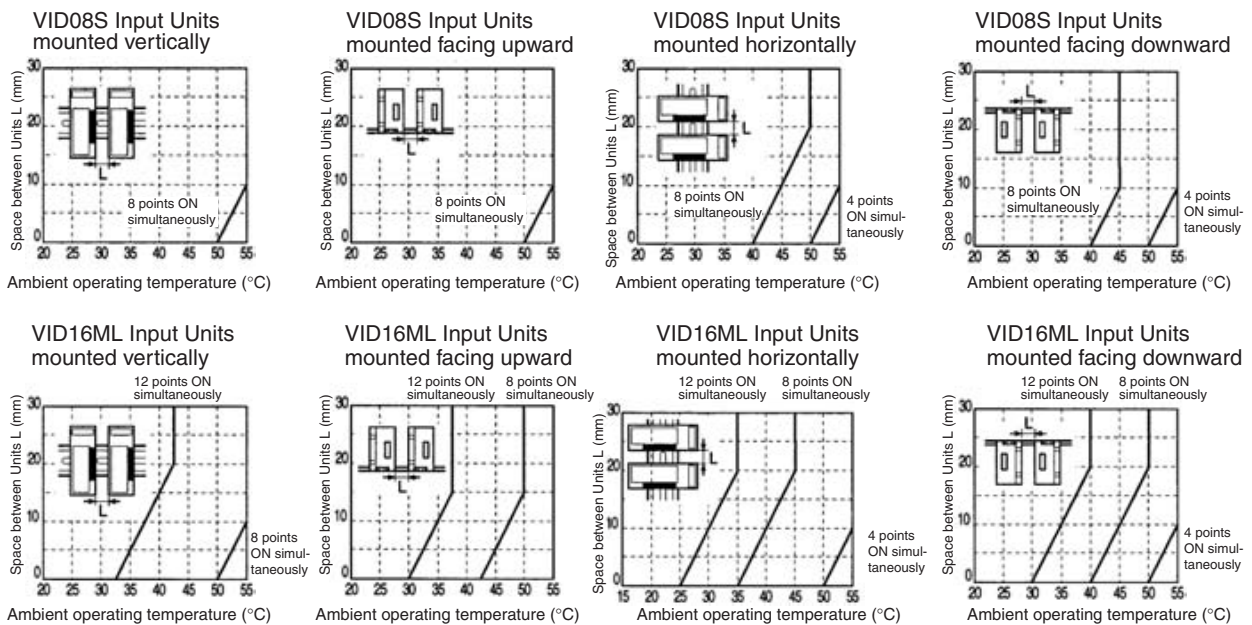 VID08S Input Units
mounted vertically
Space between Units L (mm)
30
20
10
0
L
8 points ON
simultaneously
20 25 30 35 40 45 50 55
Ambient operating temperature (°C)
VID08S Input Units
mounted facing upward
Space between Units L (mm)
30
20
10
0
L
8 points ON
simultaneously
20 25 30 35 40 45 50 55
Ambient operating temperature (°C)
VID08S Input Units
mounted horizontally
Space between Units L (mm)
30
20
10
0
L
8 points ON
simultaneously
4 points
ON simul-
taneously
20 25 30 35 40 45 50 55
Ambient operating temperature (°C)
VID08S Input Units
mounted facing downward
Space between Units L (mm)
30
20
10
0
L
8 points ON
simultaneously
4 points
ON simul-
taneously
20 25 30 35 40 45 50 55
Ambient operating temperature (°C)
VID16ML Input Units
mounted vertically
12 points ON
simultaneously
Space between Units L (mm)
30
20
10
0
L
8 points
ON simul-
taneously
20 25 30 35 40 45 50 55
Ambient operating temperature (°C)
VID16ML Input Units
mounted facing upward
12 points ON
simultaneously
8 points ON
simultaneously
Space between Units L (mm)
30
20
10
0
L
20 25 30 35 40 45 50 55
Ambient operating temperature (°C)
VID16ML Input Units
mounted horizontally
12 points ON
simultaneously
8 points ON
simultaneously
Space between Units L (mm)
30
20
10
0
L
4 points
ON simul-
taneously
15 20 25 30 35 40 45 50 55
Ambient operating temperature (°C)
VID16ML Input Units
mounted facing downward
12 points ON
simultaneously
8 points ON
simultaneously
Space between Units L (mm)
30
20
10
0
L
4 points
ON simul-
taneously
20 25 30 35 40 45 50 55
Ambient operating temperature (°C)